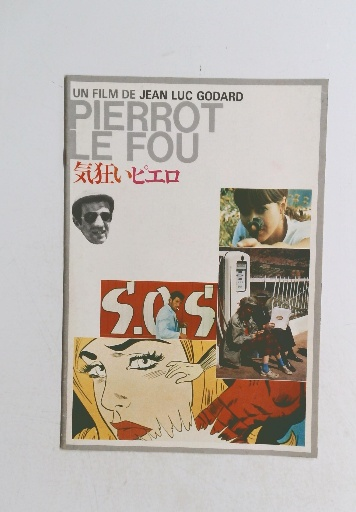 UN FILM DE JEAN LUC GODARD
PIERROT
LE FOU
気狂いピエロ
S.O.S